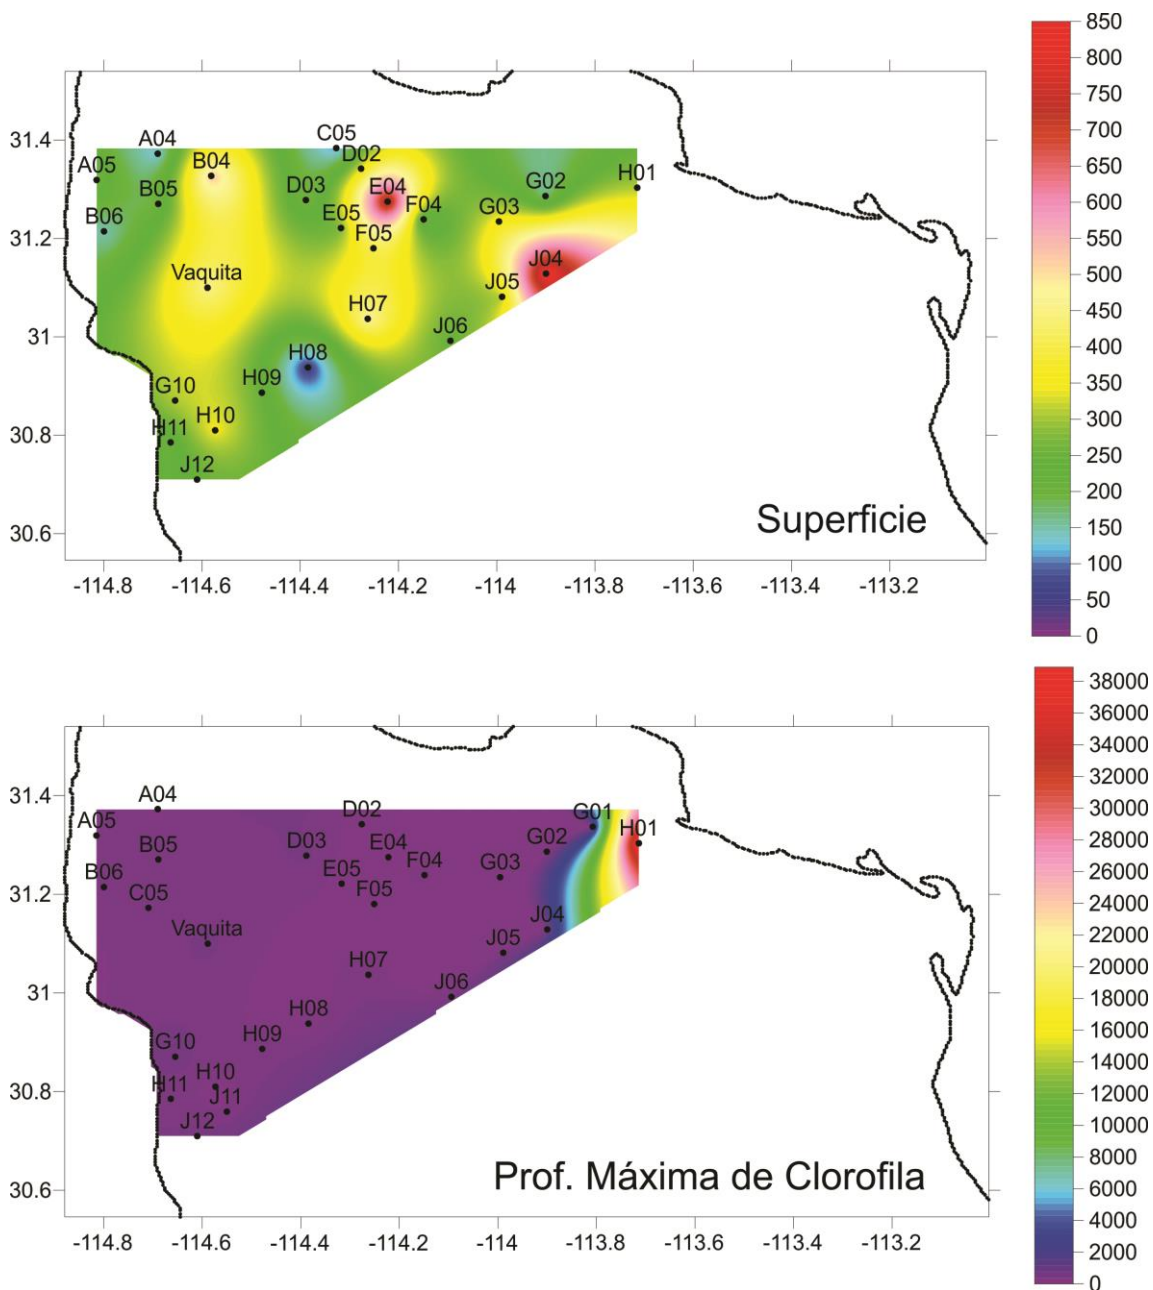 850
800
750
700
650
600
550
500
450
400
350
300
250
200
150
100
50
0
31.4
31.2
31
30.8
30.6
C05
A04
D02
B04
A05
H01
D03
E04
G02
B05
F04
G03
E05
B06
F05
Vaquita
J04
J05
H07
J06
H08
H09
G10
H10
H11
J12
Superficie
-114.8
-114.6
-114.4
-114.2
-114
-113.8
-113.6
-113.4
-113.2
38000
36000
34000
32000
30000
28000
26000
24000
22000
20000
18000
16000
14000
12000
10000
8000
6000
4000
2000
0
31.4
31.2
31
30.8
30.6
A04
D02
G01
A05
H01
B05
D03
E04
G02
F04
G03
E05
B06
C05
F05
J04
Vaquita
J05
H07
J06
H08
H09
G10
H10
H11
J11
J12
Prof. Máxima de Clorofila
-114.8
-114.6
-114.4
-114.2
-114
-113.8
-113.6
-113.4
-113.2